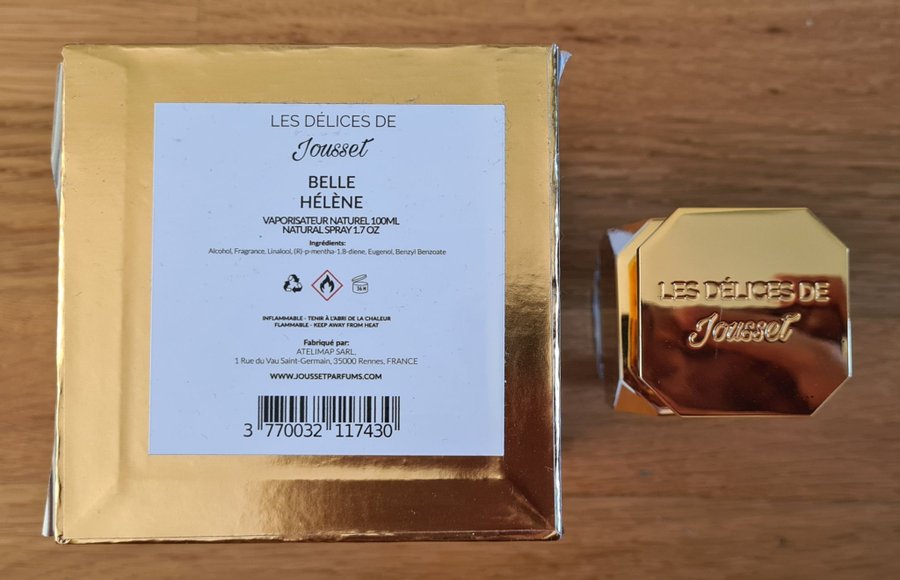 LES DÉLICES DE
Jousset
BELLE
HÉLÈNE
VAPORISATEUR NATUREL 100ML
NATURAL SPRAY 1.7 OZ
Ingrédients:
Alcohol, Fragrance, Linalool, (R)-p-mentha-1.8-diene, Eugenol, Benzyl Benzoate
36 M
INFLAMMABLE - TENIR À L'ABRI DE LA CHALEUR
FLAMMABLE - KEEP AWAY FROM HEAT
Fabriqué par:
ATELIMAP SARL,
1 Rue du Vau Saint-Germain, 35000 Rennes, FRANCE
WWW.JOUSSETPARFUMS.COM
3 770032 117430
LES DÉLICES DE
Jousset